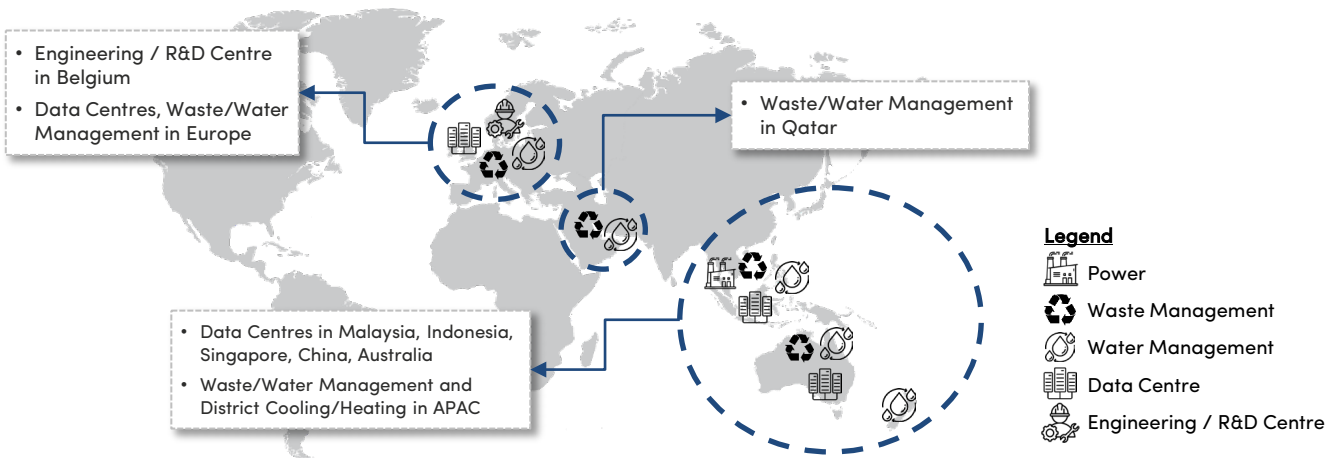 • Engineering / R&D Centre
in Belgium
• Data Centres, Waste/Water
Management in Europe
• Waste/Water Management
in Qatar
• Data Centres in Malaysia, Indonesia,
Singapore, China, Australia
• Waste/Water Management and
District Cooling/Heating in APAC
Legend
Power
Waste Management
Water Management
Data Centre
Engineering / R&D Centre